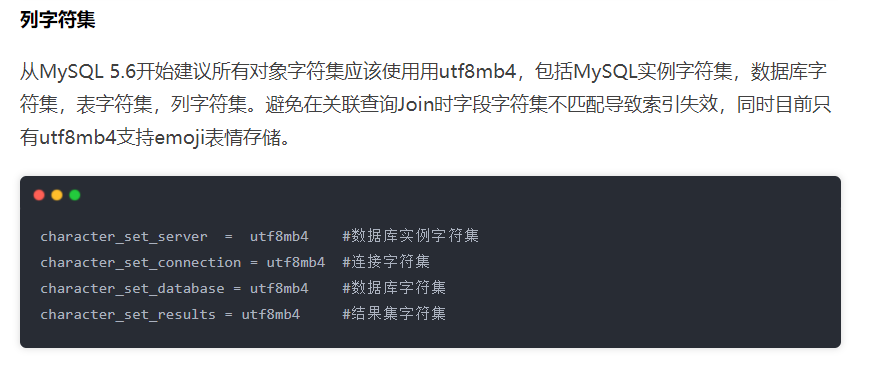 列字符集
从MySQL 5.6开始建议所有对象字符集应该使用用utf8mb4，包括MySQL实例字符集，数据库字
符集，表字符集，列字符集。避免在关联查询Join时字段字符集不匹配导致索引失效，同时目前只
有utf8mb4支持emoji表情存储。
character_set_server  =  utf8mb4    #数据库实例字符集
character_set_connection = utf8mb4  #连接字符集
character_set_database = utf8mb4    #数据库字符集
character_set_results = utf8mb4     #结果集字符集